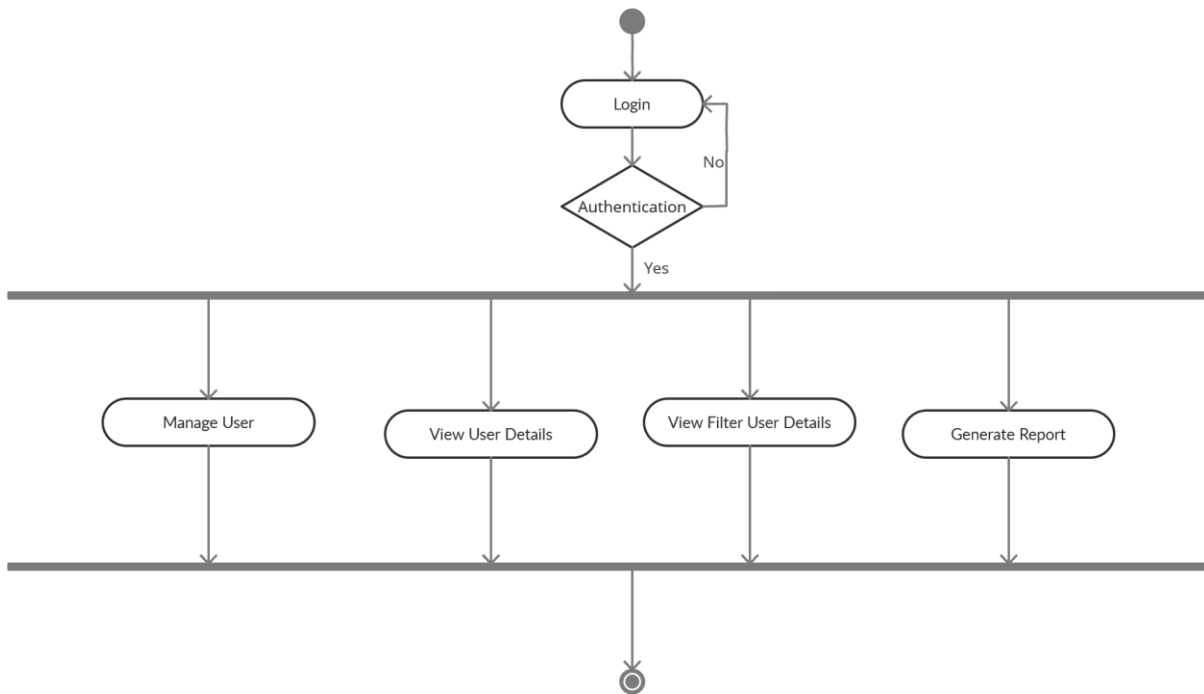 Login
No
Authentication
Yes
Manage User
View User Details
View Filter User Details
Generate Report